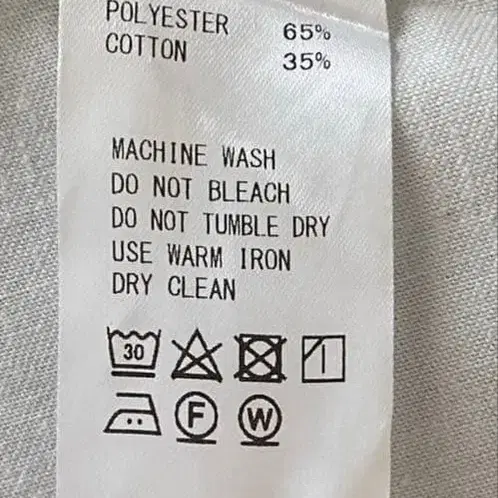 POLYESTER 65%
COTTON 35%
MACHINE WASH
DO NOT BLEACH
DO NOT TUMBLE DRY
USE WARM IRON
DRY CLEAN
30
F W